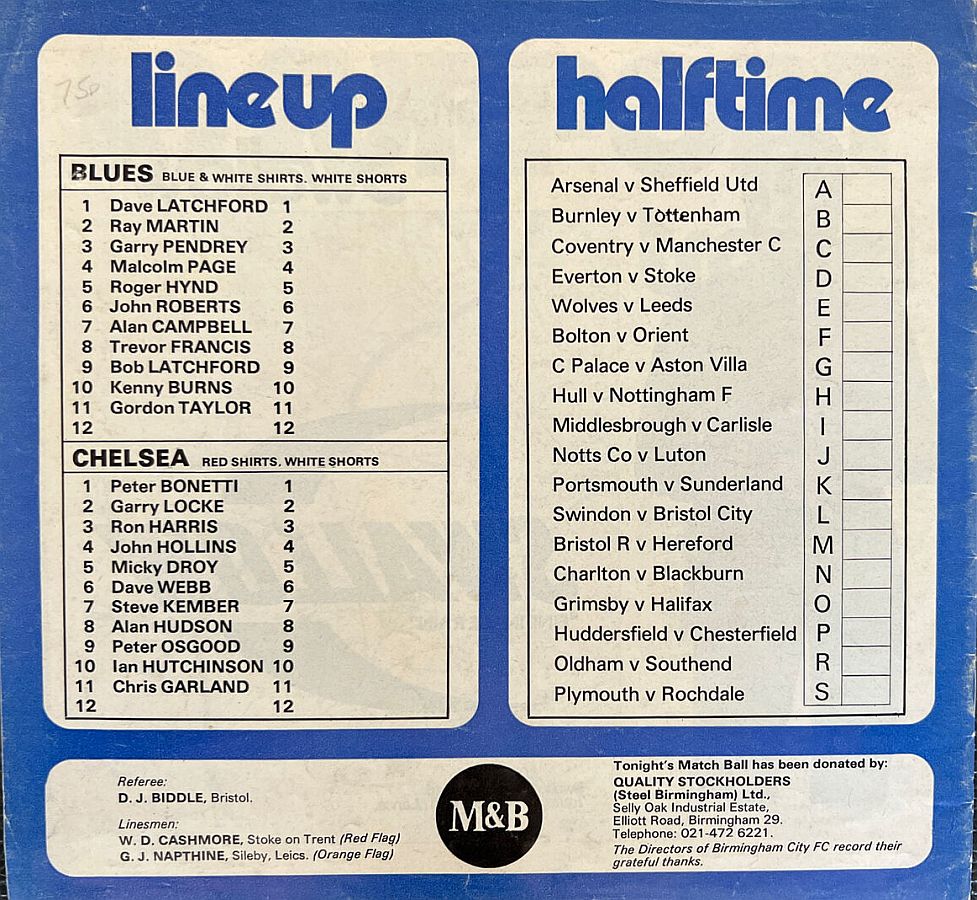 75p
lineup
BLUES BLUE & WHITE SHIRTS. WHITE SHORTS
1 Dave LATCHFORD 1
2 Ray MARTIN 2
3 Garry PENDREY 3
4 Malcolm PAGE 4
5 Roger HYND 5
6 John ROBERTS 6
7 Alan CAMPBELL 7
8 Trevor FRANCIS 8
9 Bob LATCHFORD 9
10 Kenny BURNS 10
11 Gordon TAYLOR 11
12 12
CHELSEA RED SHIRTS. WHITE SHORTS
1 Peter BONETTI 1
2 Garry LOCKE 2
3 Ron HARRIS 3
4 John HOLLINS 4
5 Micky DROY 5
6 Dave WEBB 6
7 Steve KEMBER 7
8 Alan HUDSON 8
9 Peter OSGOOD 9
10 Ian HUTCHINSON 10
11 Chris GARLAND 11
12 12
halftime
Arsenal v Sheffield Utd A
Burnley v Tottenham B
Coventry v Manchester C C
Everton v Stoke D
Wolves v Leeds E
Bolton v Orient F
C Palace v Aston Villa G
Hull v Nottingham F H
Middlesbrough v Carlisle I
Notts Co v Luton J
Portsmouth v Sunderland K
Swindon v Bristol City L
Bristol R v Hereford M
Charlton v Blackburn N
Grimsby v Halifax O
Huddersfield v Chesterfield P
Oldham v Southend R
Plymouth v Rochdale S
Referee:
D. J. BIDDLE, Bristol.
Linesmen:
W. D. CASHMORE, Stoke on Trent (Red Flag)
G. J. NAPTHINE, Sileby, Leics. (Orange Flag)
M&B
Tonight's Match Ball has been donated by:
QUALITY STOCKHOLDERS
(Steel Birmingham) Ltd.,
Selly Oak Industrial Estate,
Elliott Road, Birmingham 29.
Telephone: 021-472 6221.
The Directors of Birmingham City FC record their
grateful thanks.